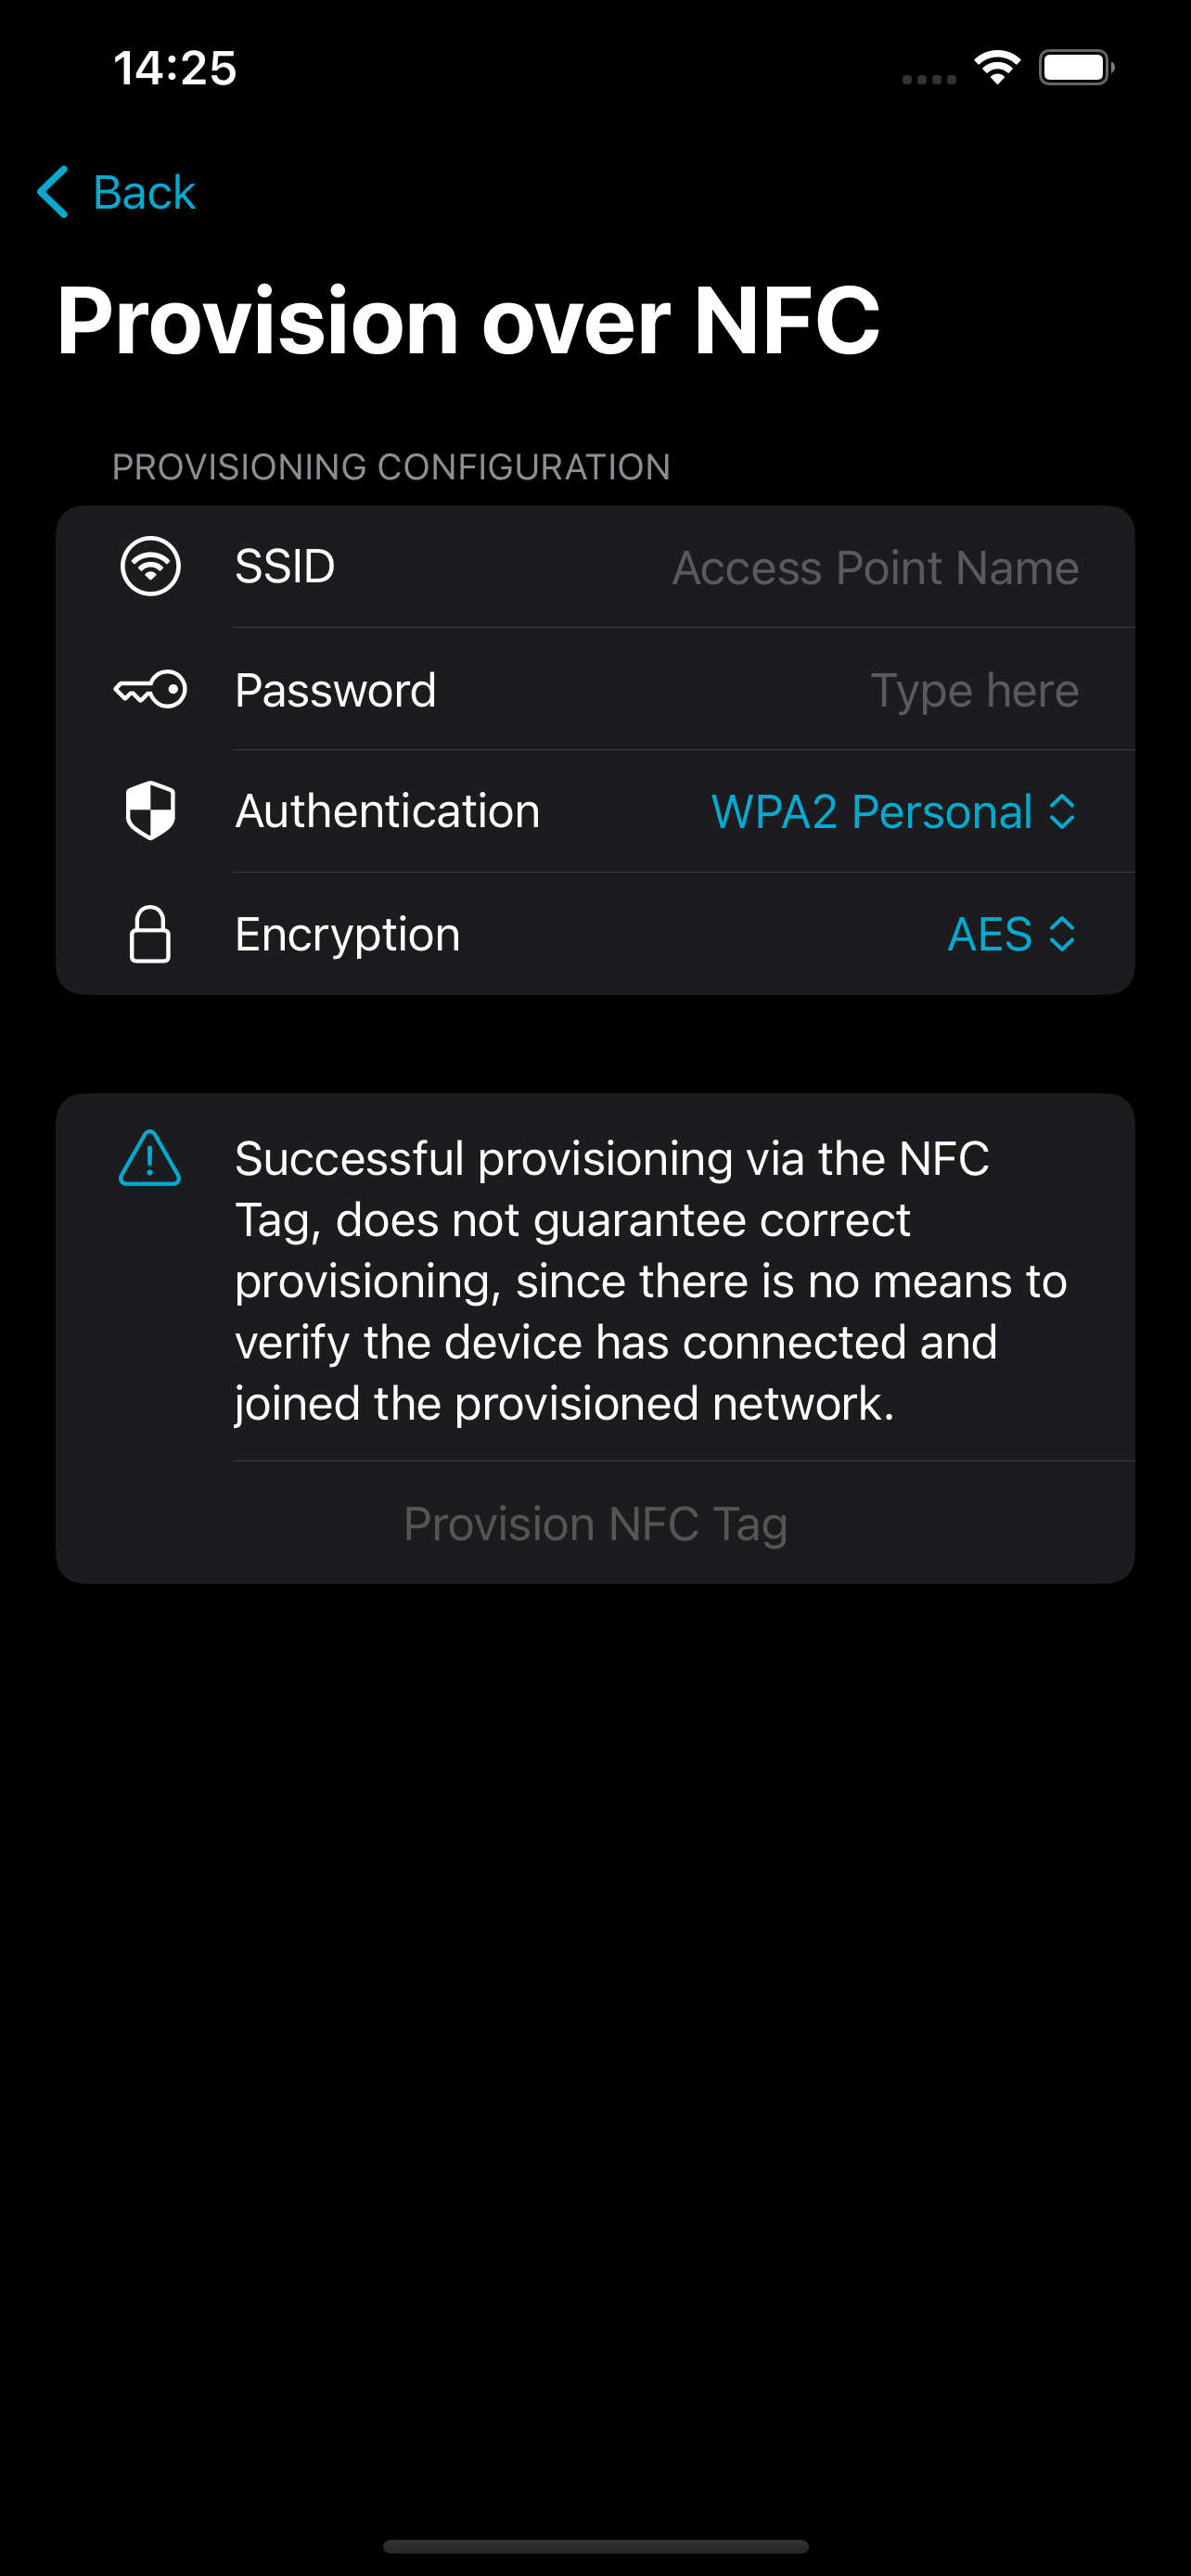 14:25
Back
Provision over NFC
PROVISIONING CONFIGURATION
SSID Access Point Name
Password Type here
Authentication WPA2 Personal
Encryption AES
Successful provisioning via the NFC
Tag, does not guarantee correct
provisioning, since there is no means to
verify the device has connected and
joined the provisioned network.
Provision NFC Tag